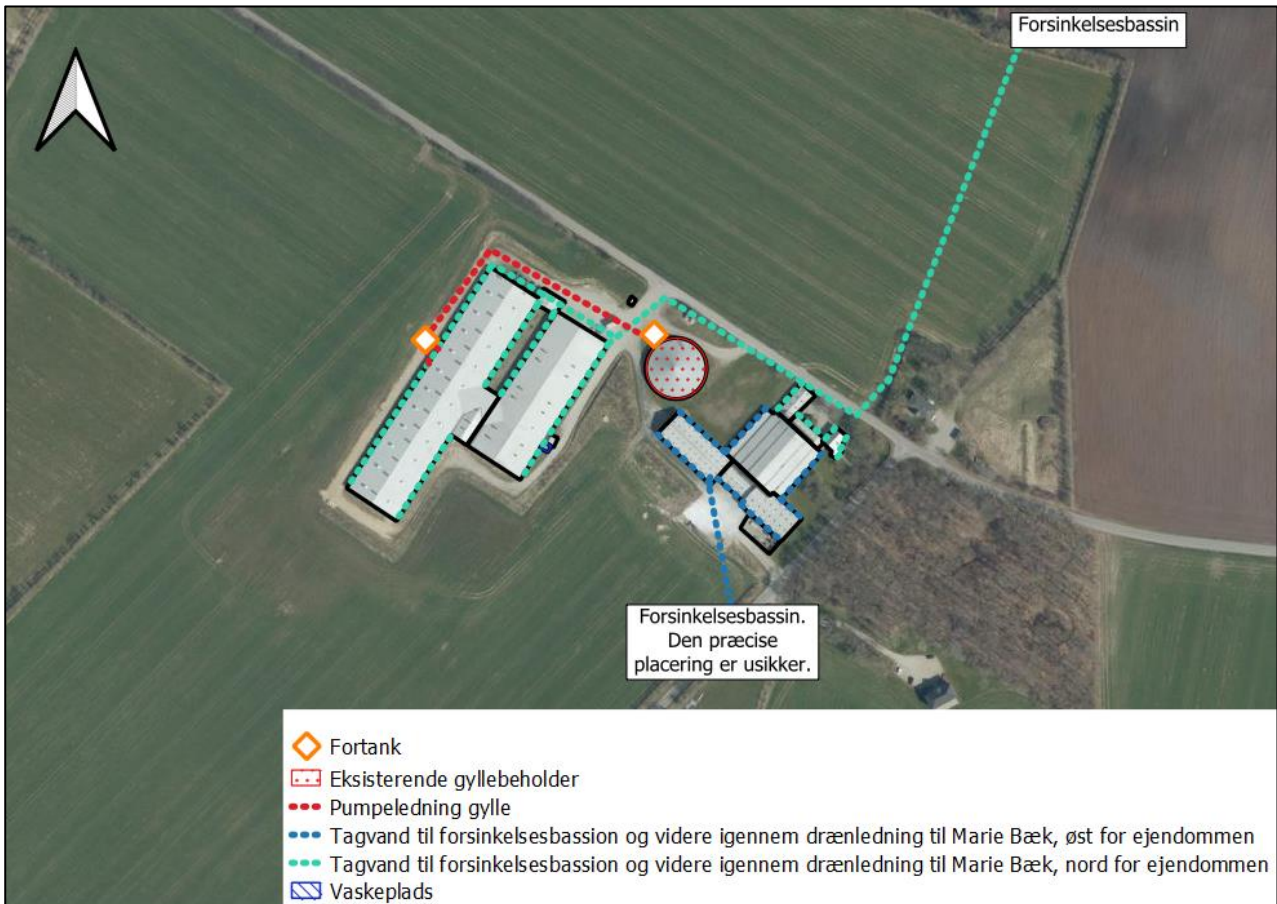 Forsinkelsesbassin
Forsinkelsesbassin.
Den præcise
placering er usikker.
Fortank
Eksisterende gyllebeholder
Pumpeledning gylle
Tagvand til forsinkelsesbassion og videre igennem drænledning til Marie Bæk, øst for ejendommen
Tagvand til forsinkelsesbassion og videre igennem drænledning til Marie Bæk, nord for ejendommen
Vaskeplads